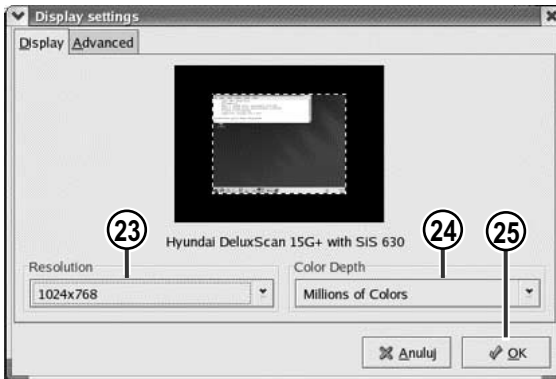 Display settings
Display Advanced
Hyundai DeluxScan 15G+ with SiS 630
23 24 25
Resolution Color Depth
1024x768 Millions of Colors
Anuluj OK